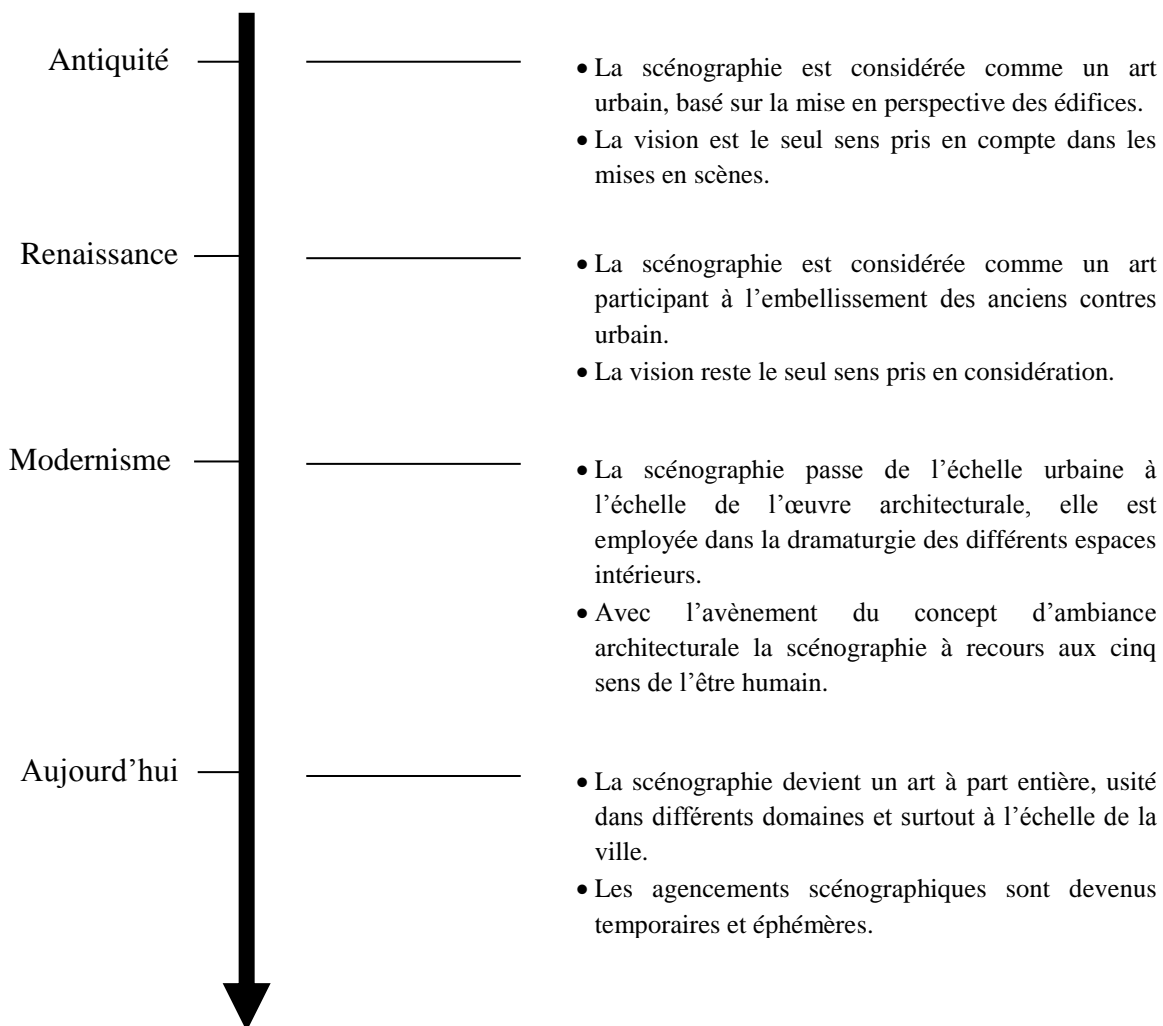 Antiquité
• La scénographie est considérée comme un art
urbain, basé sur la mise en perspective des édifices.
• La vision est le seul sens pris en compte dans les
mises en scènes.
Renaissance
• La scénographie est considérée comme un art
participant à l’embellissement des anciens contres
urbain.
• La vision reste le seul sens pris en considération.
Modernisme
• La scénographie passe de l’échelle urbaine à
l’échelle de l’œuvre architecturale, elle est
employée dans la dramaturgie des différents espaces
intérieurs.
• Avec l’avènement du concept d’ambiance
architecturale la scénographie à recours aux cinq
sens de l’être humain.
Aujourd’hui
• La scénographie devient un art à part entière, usité
dans différents domaines et surtout à l’échelle de la
ville.
• Les agencements scénographiques sont devenus
temporaires et éphémères.